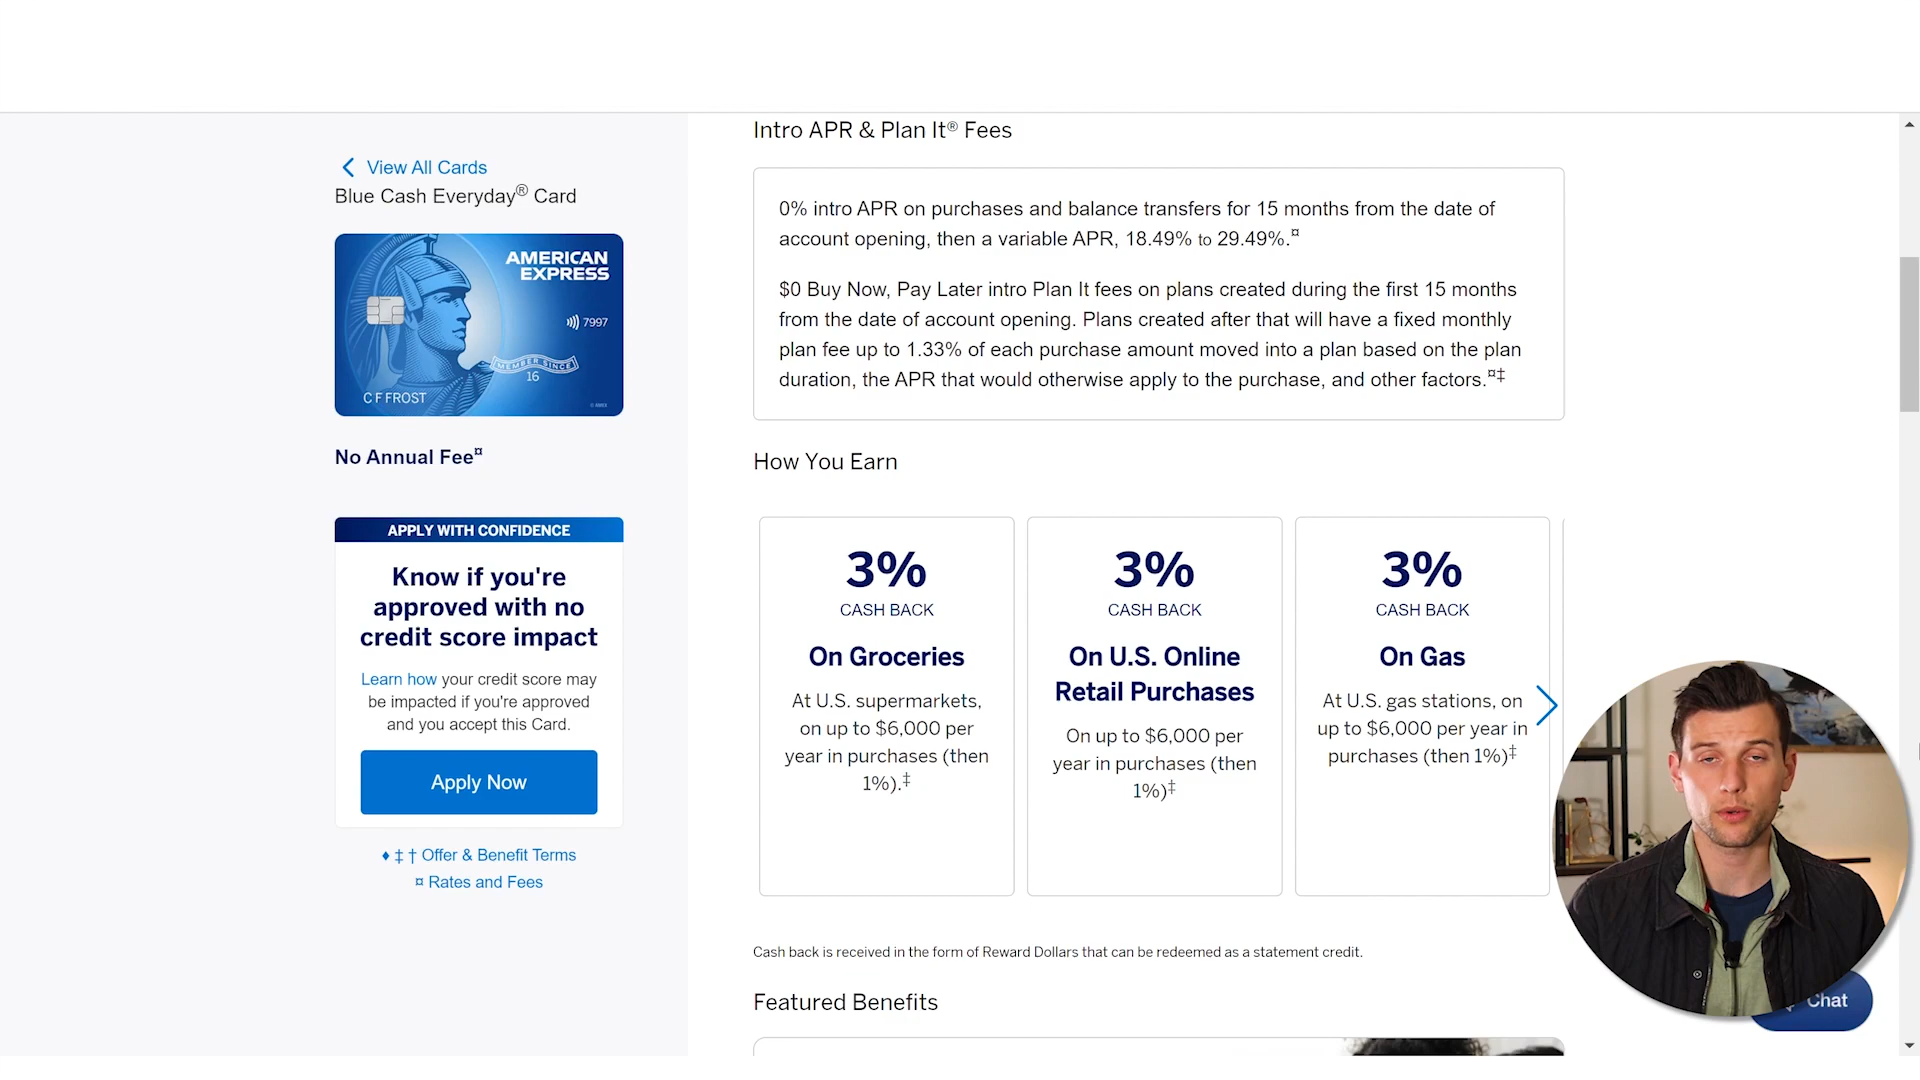 View All Cards
Blue Cash Everyday® Card
AMERICAN
EXPRESS
7997
MEMBER SINCE
16
C F FROST
© AMEX
No Annual Fee¤
APPLY WITH CONFIDENCE
Know if you're
approved with no
credit score impact
Learn how your credit score may
be impacted if you're approved
and you accept this Card.
Apply Now
♦ ‡ † Offer & Benefit Terms
¤ Rates and Fees
Intro APR & Plan It® Fees
0% intro APR on purchases and balance transfers for 15 months from the date of
account opening, then a variable APR, 18.49% to 29.49%.¤
$0 Buy Now, Pay Later intro Plan It fees on plans created during the first 15 months
from the date of account opening. Plans created after that will have a fixed monthly
plan fee up to 1.33% of each purchase amount moved into a plan based on the plan
duration, the APR that would otherwise apply to the purchase, and other factors.¤‡
How You Earn
3%
CASH BACK
On Groceries
At U.S. supermarkets,
on up to $6,000 per
year in purchases (then
1%).‡
3%
CASH BACK
On U.S. Online
Retail Purchases
On up to $6,000 per
year in purchases (then
1%)‡
3%
CASH BACK
On Gas
At U.S. gas stations, on
up to $6,000 per year in
purchases (then 1%)‡
Cash back is received in the form of Reward Dollars that can be redeemed as a statement credit.
Featured Benefits
Chat